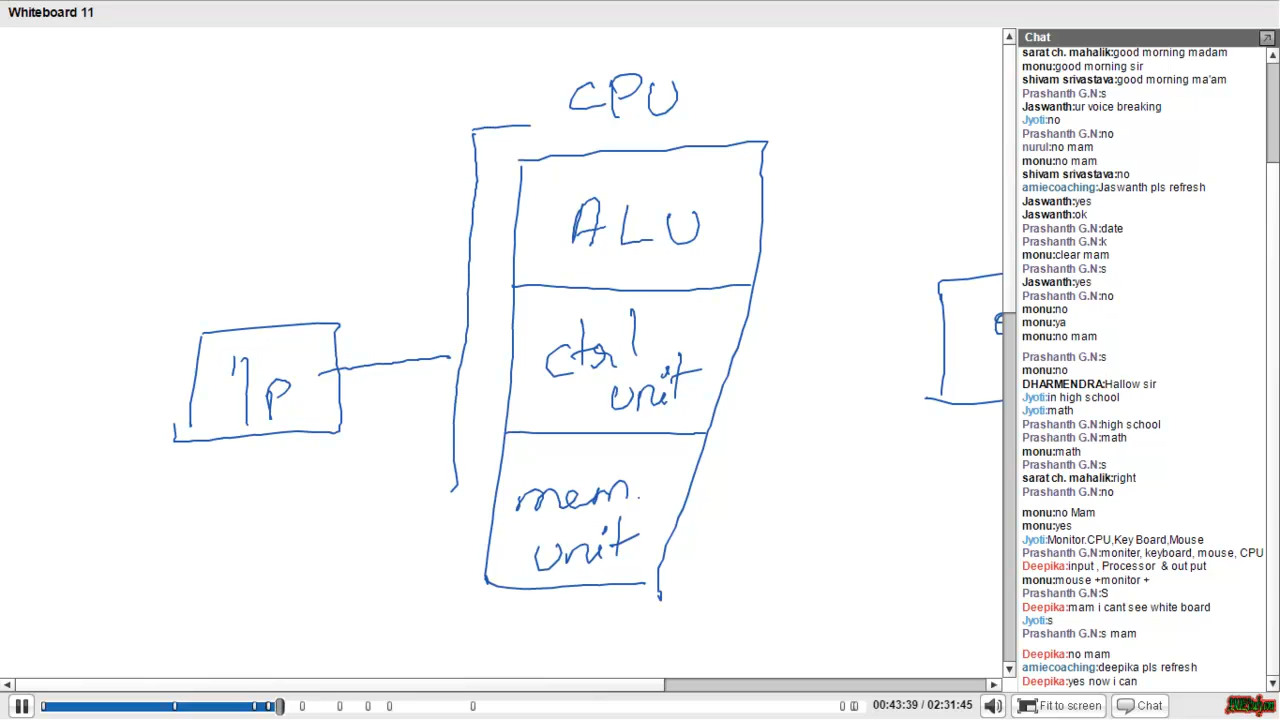 Whiteboard 11
CPU
ALU
ctrl
unit
mem.
unit
I/p
Chat
sarat ch. mahalik:good morning madam
monu:good morning sir
shivam srivastava:good morning ma'am
Prashanth G.N:s
Jaswanth:ur voice breaking
Jyoti:no
Prashanth G.N:no
nurul:no mam
monu:no mam
shivam srivastava:no
amiecoaching:Jaswanth pls refresh
Jaswanth:yes
Jaswanth:ok
Prashanth G.N:date
Prashanth G.N:k
monu:clear mam
Prashanth G.N:s
Jaswanth:yes
Prashanth G.N:no
monu:no
monu:ya
monu:no mam
Prashanth G.N:s
monu:no
DHARMENDRA:Hallow sir
Jyoti:in high school
Jyoti:math
Prashanth G.N:high school
Prashanth G.N:math
monu:math
Prashanth G.N:s
sarat ch. mahalik:right
Prashanth G.N:no
monu:no Mam
monu:yes
Jyoti:Monitor.CPU,Key Board,Mouse
Prashanth G.N:moniter, keyboard, mouse, CPU
Deepika:input , Processor  & out put
monu:mouse +monitor +
Prashanth G.N:S
Deepika:mam i cant see white board
Jyoti:s
Prashanth G.N:s mam
Deepika:no mam
amiecoaching:deepika pls refresh
Deepika:yes now i can
00:43:39 / 02:31:45
Fit to screen
Chat